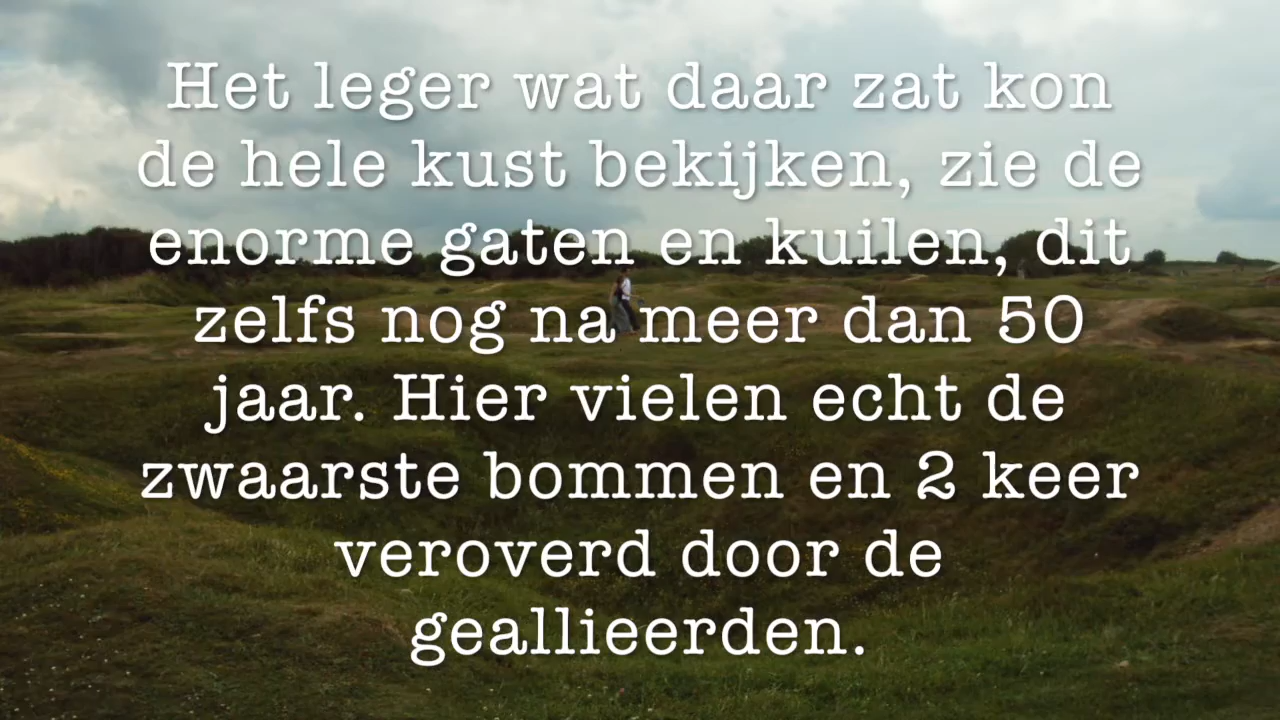 Het leger wat daar zat kon
de hele kust bekijken, zie de
enorme gaten en kuilen, dit
zelfs nog na meer dan 50
jaar. Hier vielen echt de
zwaarste bommen en 2 keer
veroverd door de
geallieerden.